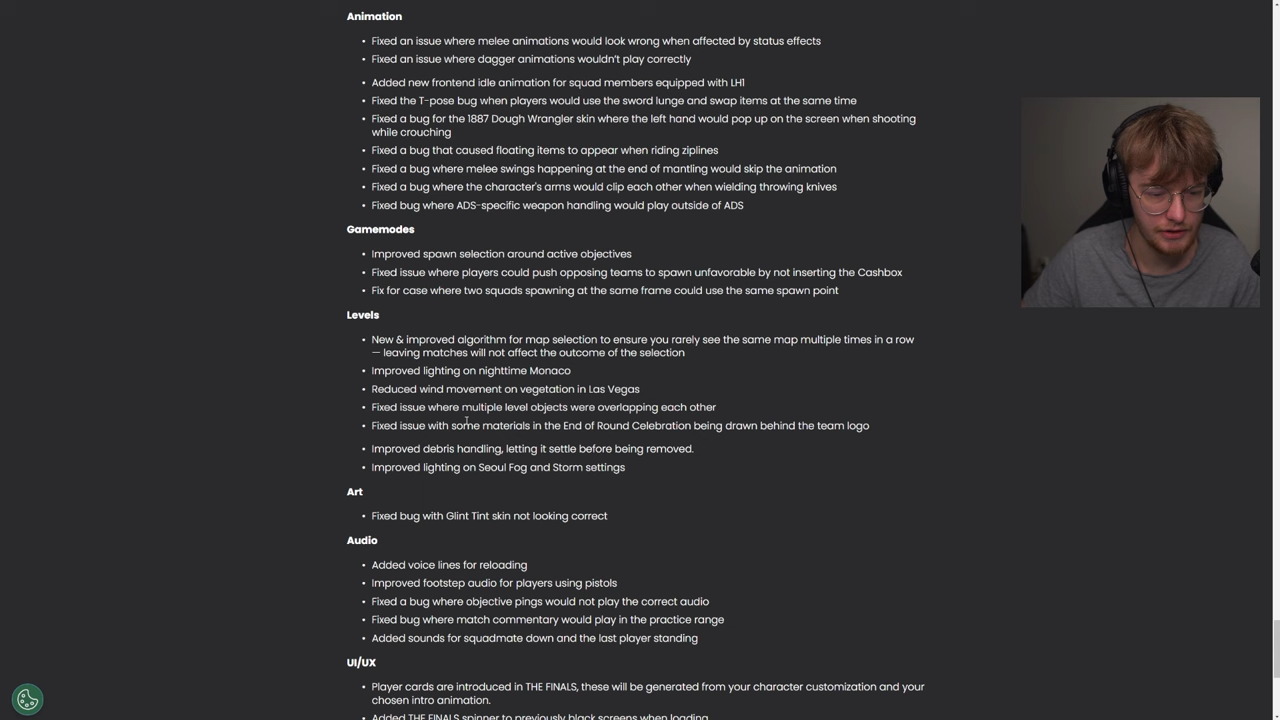 Animation
• Fixed an issue where melee animations would look wrong when affected by status effects
• Fixed an issue where dagger animations wouldn't play correctly
• Added new frontend idle animation for squad members equipped with LH1
• Fixed the T-pose bug when players would use the sword lunge and swap items at the same time
• Fixed a bug for the 1887 Dough Wrangler skin where the left hand would pop up on the screen when shooting
while crouching
• Fixed a bug that caused floating items to appear when riding ziplines
• Fixed a bug where melee swings happening at the end of mantling would skip the animation
• Fixed a bug where the character's arms would clip each other when wielding throwing knives
• Fixed bug where ADS-specific weapon handling would play outside of ADS
Gamemodes
• Improved spawn selection around active objectives
• Fixed issue where players could push opposing teams to spawn unfavorable by not inserting the Cashbox
• Fix for case where two squads spawning at the same frame could use the same spawn point
Levels
• New & improved algorithm for map selection to ensure you rarely see the same map multiple times in a row
— leaving matches will not affect the outcome of the selection
• Improved lighting on nighttime Monaco
• Reduced wind movement on vegetation in Las Vegas
• Fixed issue where multiple level objects were overlapping each other
• Fixed issue with some materials in the End of Round Celebration being drawn behind the team logo
• Improved debris handling, letting it settle before being removed.
• Improved lighting on Seoul Fog and Storm settings
Art
• Fixed bug with Glint Tint skin not looking correct
Audio
• Added voice lines for reloading
• Improved footstep audio for players using pistols
• Fixed a bug where objective pings would not play the correct audio
• Fixed bug where match commentary would play in the practice range
• Added sounds for squadmate down and the last player standing
UI/UX
• Player cards are introduced in THE FINALS, these will be generated from your character customization and your
chosen intro animation.
• Added THE FINALS spinner to previously black screens when loading